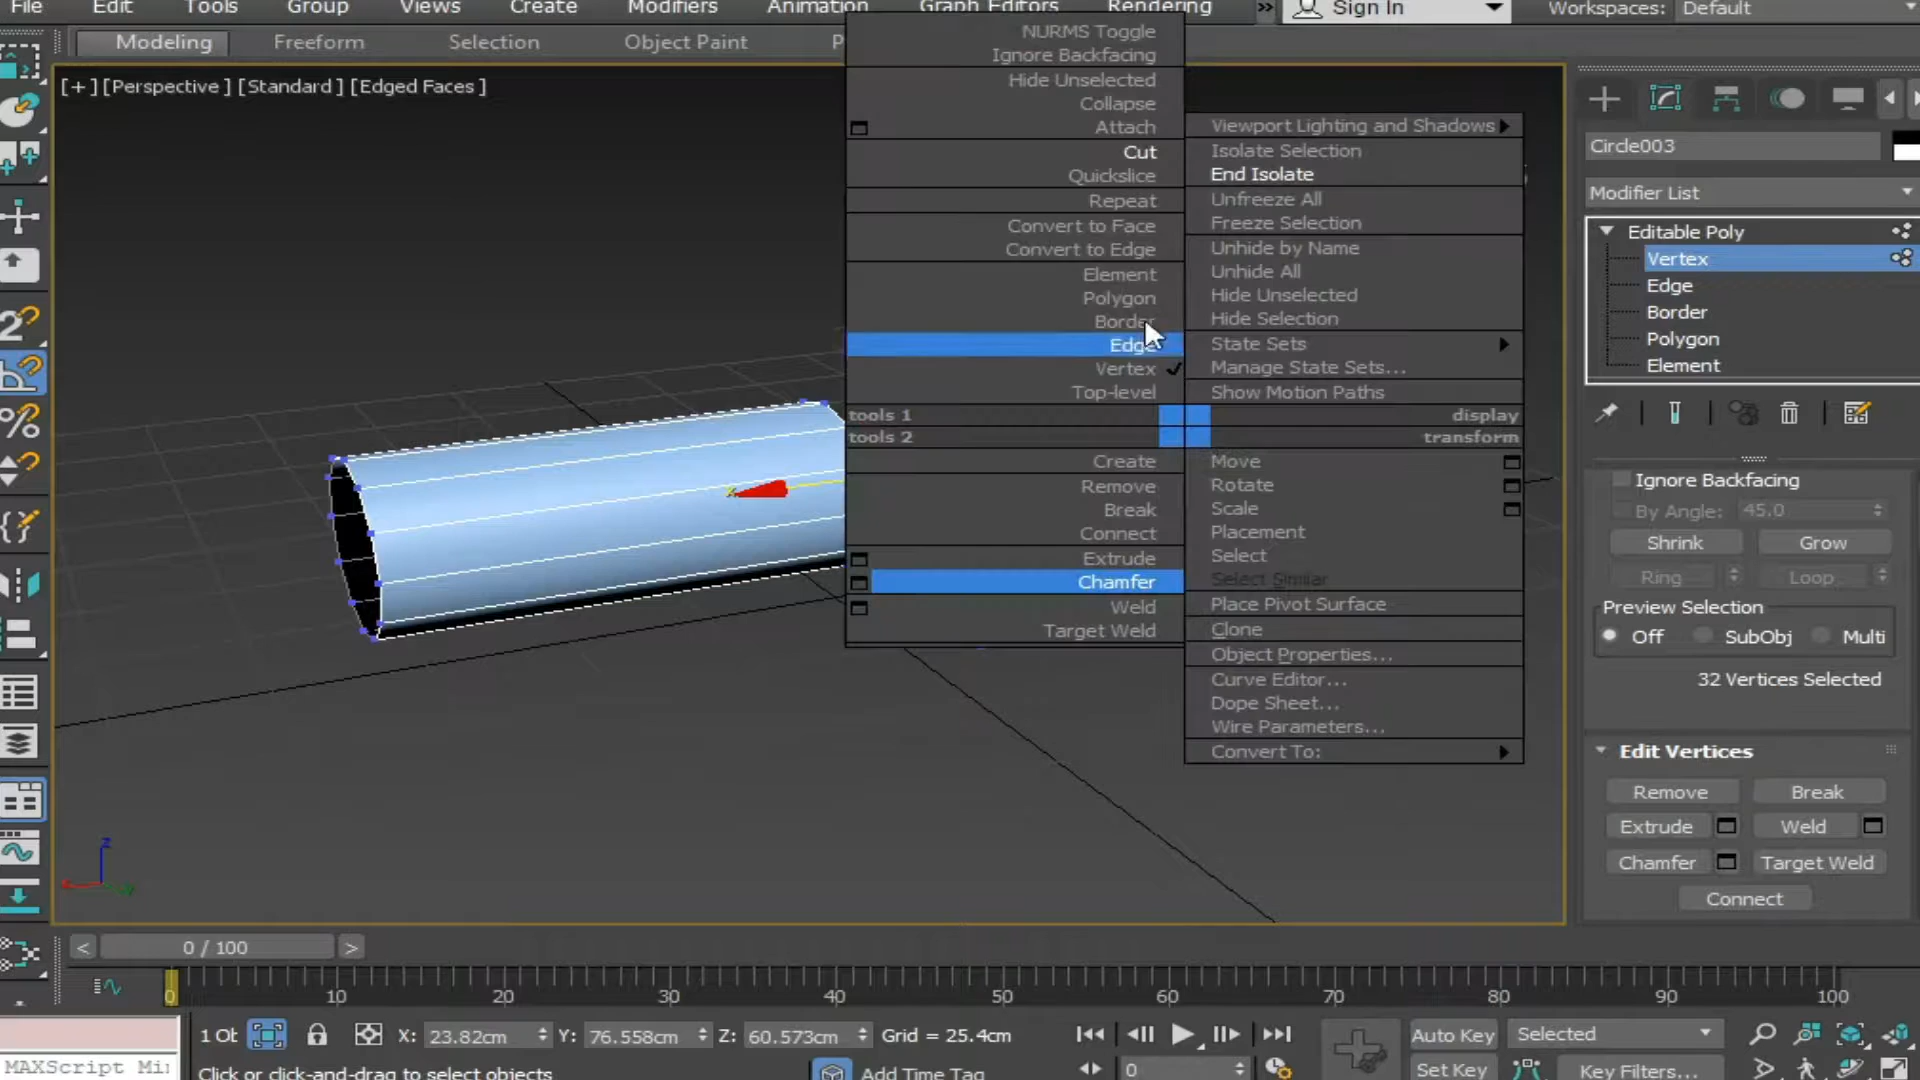 File Edit Tools Group Views Create Modifiers Animation Graph Editors Rendering Sign In Workspaces: Default
Modeling Freeform Selection Object Paint
[+] [Perspective] [Standard] [Edged Faces]
NURMS Toggle
Ignore Backfacing
Hide Unselected
Collapse
Attach
Cut
Quickslice
Repeat
Convert to Face
Convert to Edge
Element
Polygon
Border
Edge
Vertex
Top-level
tools 1
tools 2
Create
Remove
Break
Connect
Extrude
Chamfer
Weld
Target Weld
Viewport Lighting and Shadows
Isolate Selection
End Isolate
Unfreeze All
Freeze Selection
Unhide by Name
Unhide All
Hide Unselected
Hide Selection
State Sets
Manage State Sets...
Show Motion Paths
display
transform
Move
Rotate
Scale
Placement
Select
Select Similar
Place Pivot Surface
Clone
Object Properties...
Curve Editor...
Dope Sheet...
Wire Parameters...
Convert To:
Circle003
Modifier List
Editable Poly
Vertex
Edge
Border
Polygon
Element
Ignore Backfacing
By Angle: 45.0
Shrink Grow
Ring Loop
Preview Selection
Off SubObj Multi
32 Vertices Selected
Edit Vertices
Remove Break
Extrude Weld
Chamfer Target Weld
Connect
x
z
x y
< 0 / 100 >
0 10 20 30 40 50 60 70 80 90 100
1 Ob X: 23.82cm Y: 76.558cm Z: 60.573cm Grid = 25.4cm Auto Key Selected
MAXScript Mi
Click or click-and-drag to select objects Add Time Tag 0 Set Key Key Filters...